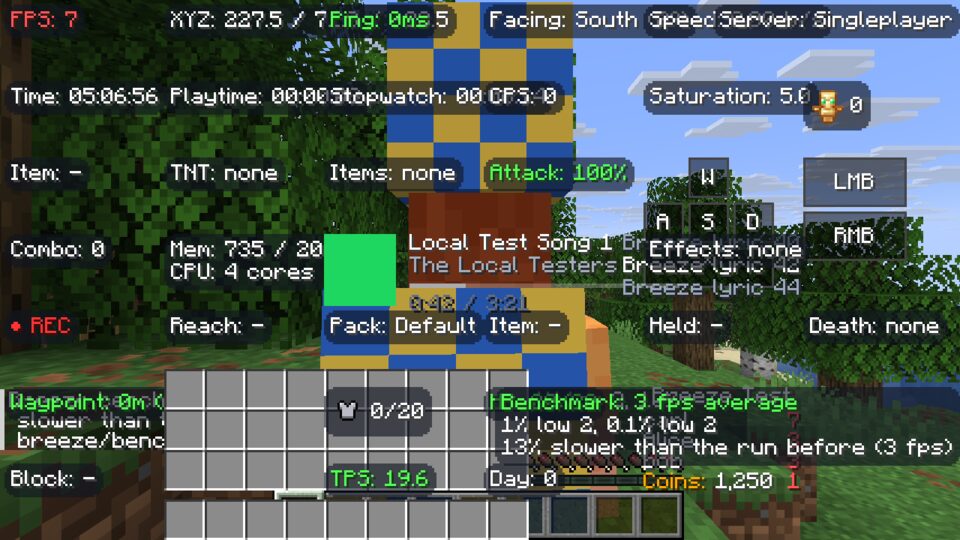 FPS: 7
XYZ: 227.5 / 7
Ping: 0ms
5
Facing: South
Speed
Server: Singleplayer
Time: 05:06:56
Playtime: 00:0
Stopwatch: 00:
CPS: 0
Saturation: 5.0
0
Item: -
TNT: none
Items: none
Attack: 100%
W
LMB
A S D
RMB
Combo: 0
Mem: 735 / 20
CPU: 4 cores
Local Test Song 1
The Local Testers
0:42 / 3:21
Effects: none
Breeze lyric 42
Breeze lyric 44
REC
Reach: -
Pack: Default
Item: -
Held: -
Death: none
Waypoint: 0m
slower than
breeze/benc
0/20
Benchmark: 3 fps average
1% low 2, 0.1% low 2
13% slower than the run before (3 fps)
Block: -
TPS: 19.6
Day: 0
Coins: 1,250
1